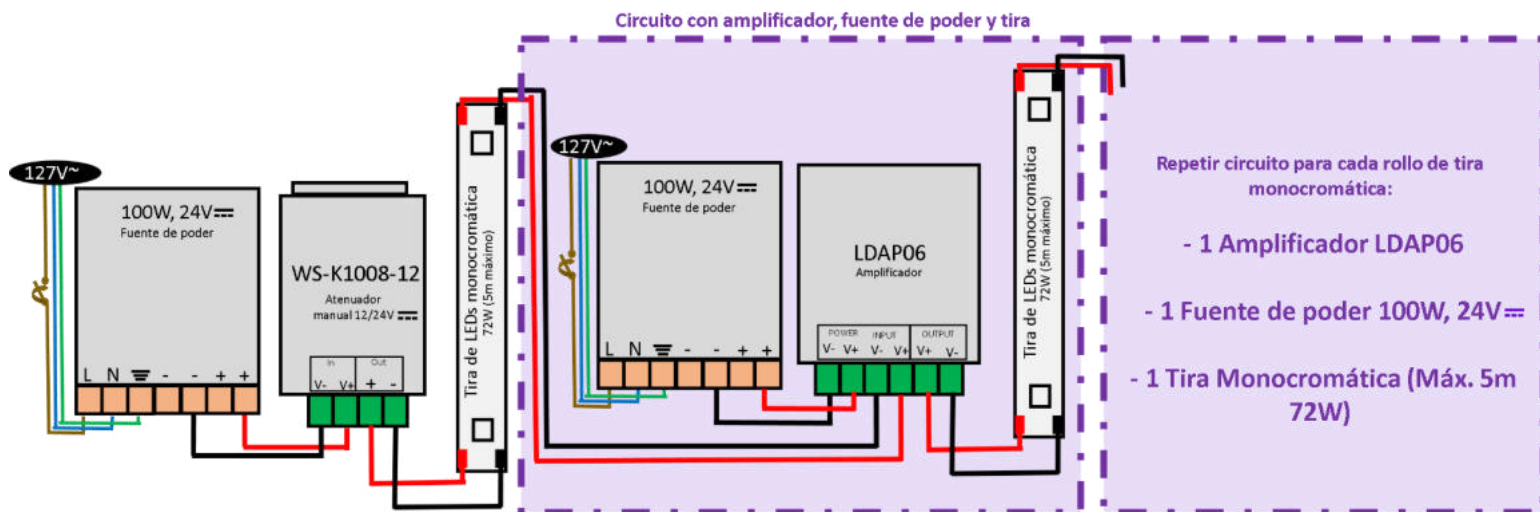 Circuito con amplificador, fuente de poder y tira
127V~
100W, 24V
Fuente de poder
L N - - + +
WS-K1008-12
Atenuador
manual 12/24V
In Out
V- V+ + -
Tira de LEDs monocromática
72W (5m máximo)
127V~
100W, 24V
Fuente de poder
L N - - + +
LDAP06
Amplificador
POWER INPUT OUTPUT
V- V+ V- V+ V+ V-
Tira de LEDs monocromática
72W (5m máximo)
Repetir circuito para cada rollo de tira
monocromática:
- 1 Amplificador LDAP06
- 1 Fuente de poder 100W, 24V
- 1 Tira Monocromática (Máx. 5m
72W)